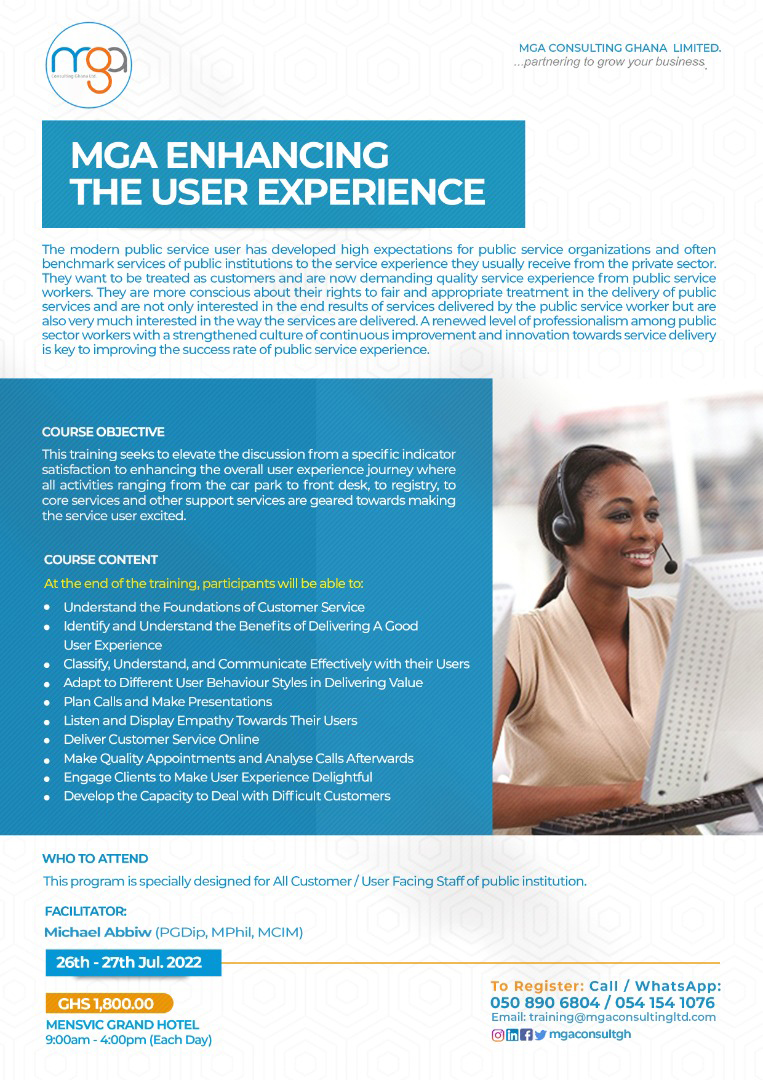 mga
consulting Ghana Ltd
MGA CONSULTING GHANA LIMITED.
...partnering to grow your business.
MGA ENHANCING
THE USER EXPERIENCE
The modern public service user has developed high expectations for public service organizations and often
benchmark services of public institutions to the service experience they usually receive from the private sector.
They want to be treated as customers and are now demanding quality service experience from public service
workers. They are more conscious about their rights to fair and appropriate treatment in the delivery of public
services and are not only interested in the end results of services delivered by the public service worker but are
also very much interested in the way the services are delivered. A renewed level of professionalism among public
sector workers with a strengthened culture of continuous improvement and innovation towards service delivery
is key to improving the success rate of public service experience.
COURSE OBJECTIVE
This training seeks to elevate the discussion from a specific indicator
satisfaction to enhancing the overall user experience journey where
all activities ranging from the car park to front desk, to registry, to
core services and other support services are geared towards making
the service user excited.
COURSE CONTENT
At the end of the training, participants will be able to:
• Understand the Foundations of Customer Service
• Identify and Understand the Benefits of Delivering A Good
User Experience
• Classify, Understand, and Communicate Effectively with their Users
• Adapt to Different User Behaviour Styles in Delivering Value
• Plan Calls and Make Presentations
• Listen and Display Empathy Towards Their Users
• Deliver Customer Service Online
• Make Quality Appointments and Analyse Calls Afterwards
• Engage Clients to Make User Experience Delightful
• Develop the Capacity to Deal with Difficult Customers
WHO TO ATTEND
This program is specially designed for All Customer / User Facing Staff of public institution.
FACILITATOR:
Michael Abbiw (PGDip, MPhil, MCIM)
26th - 27th Jul. 2022
GHS 1,800.00
MENSVIC GRAND HOTEL
9:00am - 4:00pm (Each Day)
To Register: Call / WhatsApp:
050 890 6804 / 054 154 1076
Email: training@mgaconsultingltd.com
mgaconsultgh